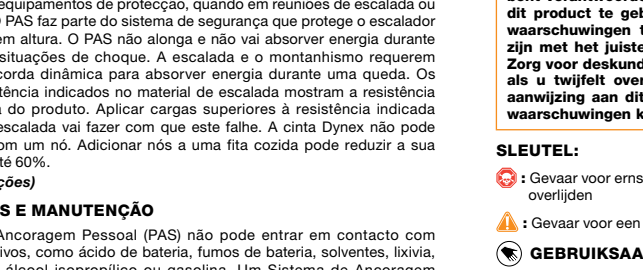 equipamentos de protecção, quando em reuniões de escalada ou
O PAS faz parte do sistema de segurança que protege o escalador
em altura. O PAS não alonga e não vai absorver energia durante
situações de choque. A escalada e o montanhismo requerem
corda dinâmica para absorver energia durante uma queda. Os
tência indicados no material de escalada mostram a resistência
a do produto. Aplicar cargas superiores à resistência indicada
escalada vai fazer com que este falhe. A cinta Dynex não pode
om um nó. Adicionar nós a uma fita cozida pode reduzir a sua
té 60%.
ções)
S E MANUTENÇÃO
Ancoragem Pessoal (PAS) não pode entrar em contacto com
ivos, como ácido de bateria, fumos de bateria, solventes, lixivia,
álcool isopropílico ou gasolina. Um Sistema de Ancoragem
dit product te geb
waarschuwingen t
zijn met het juiste
Zorg voor deskund
als u twijfelt over
aanwijzing aan dit
waarschuwingen k
SLEUTEL:
: Gevaar voor erns
overlijden
: Gevaar voor een
GEBRUIKSAA